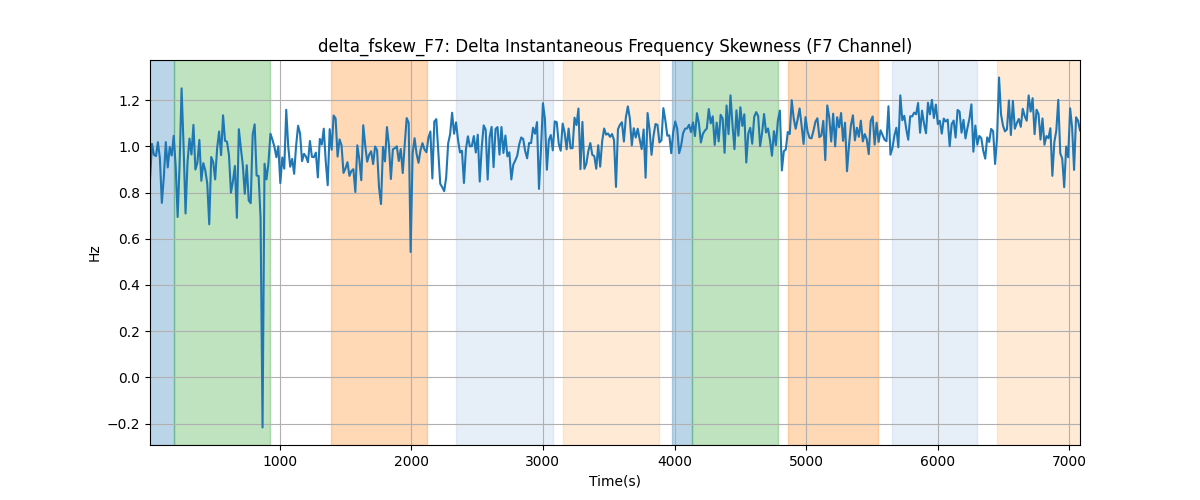 delta_fskew_F7: Delta Instantaneous Frequency Skewness (F7 Channel)
1.2
1.0
0.8
0.6
0.4
0.2
0.0
−0.2
Hz
1000 2000 3000 4000 5000 6000 7000
Time(s)